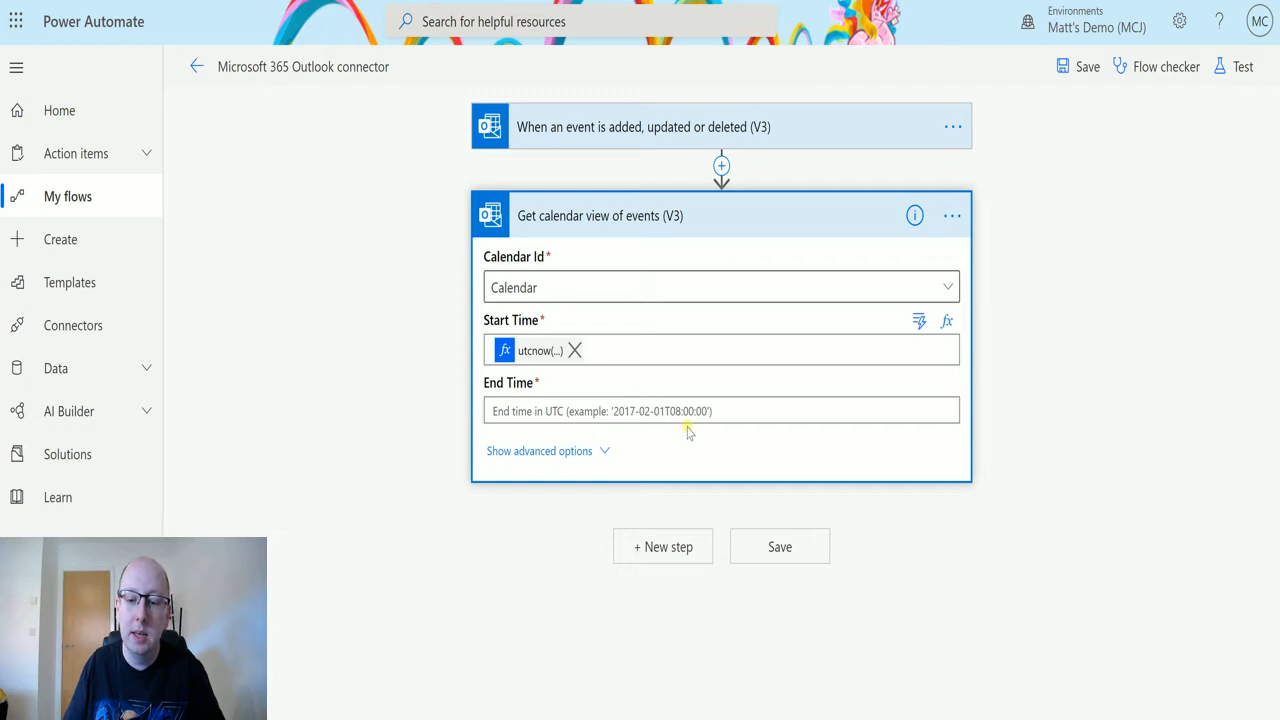 Power Automate
Search for helpful resources
Environments
Matt's Demo (MCJ)
?
MC
Microsoft 365 Outlook connector
Save
Flow checker
Test
Home
Action items
My flows
Create
Templates
Connectors
Data
AI Builder
Solutions
Learn
When an event is added, updated or deleted (V3)
Get calendar view of events (V3)
Calendar Id*
Calendar
Start Time*
fx
fx utcnow(...)
End Time*
End time in UTC (example: '2017-02-01T08:00:00')
Show advanced options
+ New step
Save